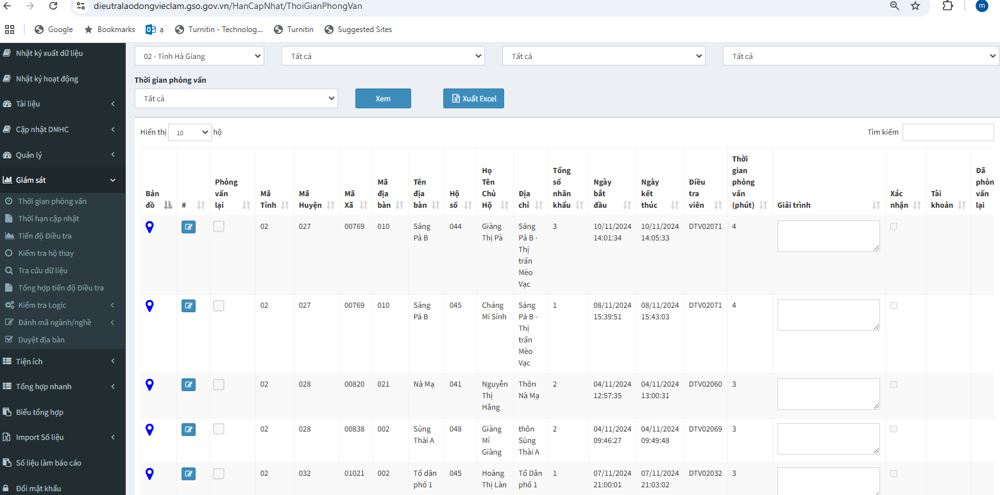 dieutralaodongvieclam.gso.gov.vn/HanCapNhat/ThoiGianPhongVan
m
Google
Bookmarks
ạ
Turnitin - Technolog...
Turnitin
Suggested Sites
Nhật ký xuất dữ liệu
Nhật ký hoạt động
Tài liệu
Cập nhật DMHC
Quản lý
Giám sát
Thời gian phỏng vấn
Thời hạn cập nhật
Tiến độ Điều tra
Kiểm tra hộ thay
Tra cứu dữ liệu
Tổng hợp tiến độ Điều tra
Kiểm tra Logic
Đánh mã ngành/nghề
Duyệt địa bàn
Tiện ích
Tổng hợp nhanh
Biểu tổng hợp
Import Số liệu
Số liệu làm báo cáo
Đổi mật khẩu
02 - Tỉnh Hà Giang
Tất cả
Tất cả
Tất cả
Thời gian phỏng vấn
Tất cả
Xem
Xuất Excel
Hiển thị 10 hộ
Tìm kiếm
Bản đồ
#
Phỏng vấn lại
Mã Tỉnh
Mã Huyện
Mã Xã
Mã địa bàn
Tên địa bàn
Hộ số
Họ Tên Chủ Hộ
Địa chỉ
Tổng số nhân khẩu
Ngày bắt đầu
Ngày kết thúc
Điều tra viên
Thời gian phỏng vấn (phút)
Giải trình
Xác nhận
Tài khoản
Đã phỏn vấn lại
02 027 00769 010 Sảng Pả B 044 Giàng Thị Pà Sảng Pả B - Thị trấn Mèo Vạc 3 10/11/2024 14:01:34 10/11/2024 14:05:33 DTV02071 4
02 027 00769 010 Sảng Pả B 045 Cháng Mí Sính Sảng Pả B - Thị trấn Mèo Vạc 1 08/11/2024 15:39:51 08/11/2024 15:43:03 DTV02071 4
02 028 00820 021 Nà Mạ 041 Nguyễn Thị Hằng Thôn Nà Mạ 2 04/11/2024 12:57:35 04/11/2024 13:00:31 DTV02060 3
02 028 00838 002 Sủng Thài A 048 Giàng Mí Giàng thôn Sủng Thài A 2 04/11/2024 09:46:27 04/11/2024 09:49:48 DTV02069 3
02 032 01021 002 Tổ dân phố 1 045 Hoàng Thị Làn Tổ Dân phố 1 1 07/11/2024 21:00:01 07/11/2024 21:03:02 DTV02032 3